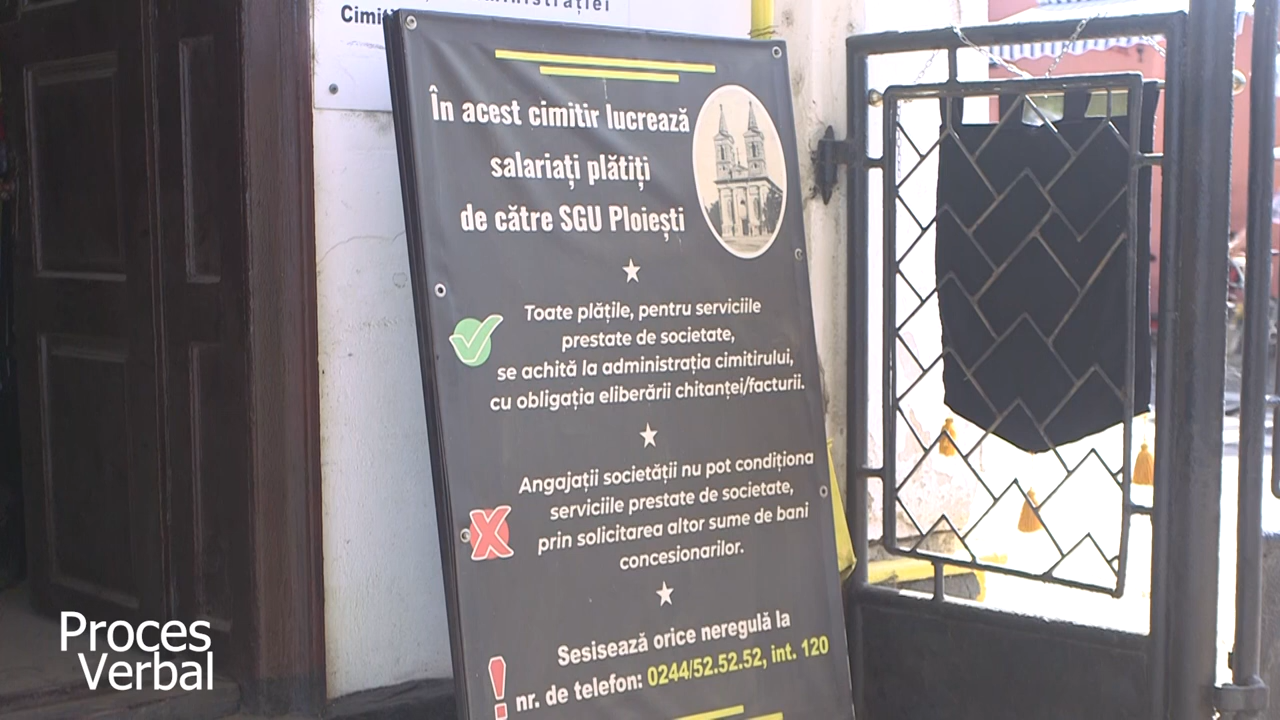 În acest cimitir lucrează
salariați plătiți
de către SGU Ploiești
Toate plățile, pentru serviciile
prestate de societate,
se achită la administrația cimitirului,
cu obligația eliberării chitanței/facturii.
Angajații societății nu pot condiționa
serviciile prestate de societate,
prin solicitarea altor sume de bani
concesionarilor.
Sesisează orice neregulă la
nr. de telefon: 0244/52.52.52, int. 120
Proces
Verbal